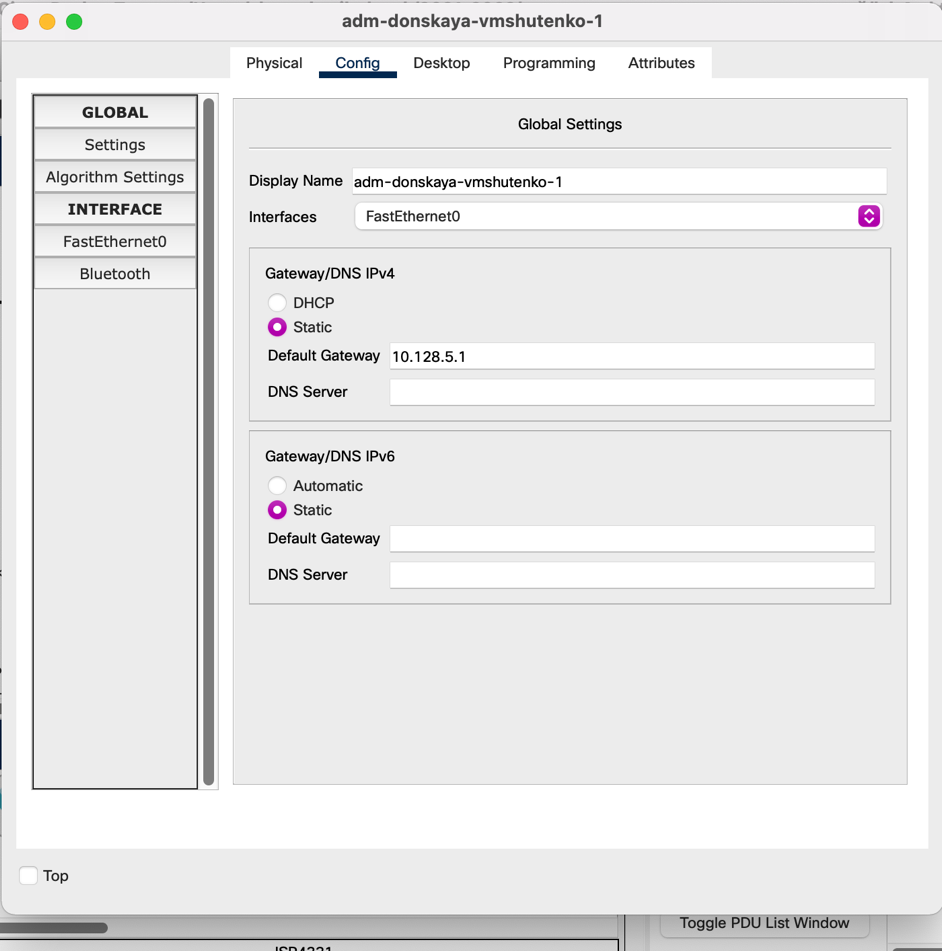 adm-donskaya-vmshutenko-1
Physical Config Desktop Programming Attributes
GLOBAL
Settings
Algorithm Settings
INTERFACE
FastEthernet0
Bluetooth
Global Settings
Display Name adm-donskaya-vmshutenko-1
Interfaces FastEthernet0
Gateway/DNS IPv4
DHCP
Static
Default Gateway 10.128.5.1
DNS Server
Gateway/DNS IPv6
Automatic
Static
Default Gateway
DNS Server
Top
Toggle PDU List Window
ISR4331